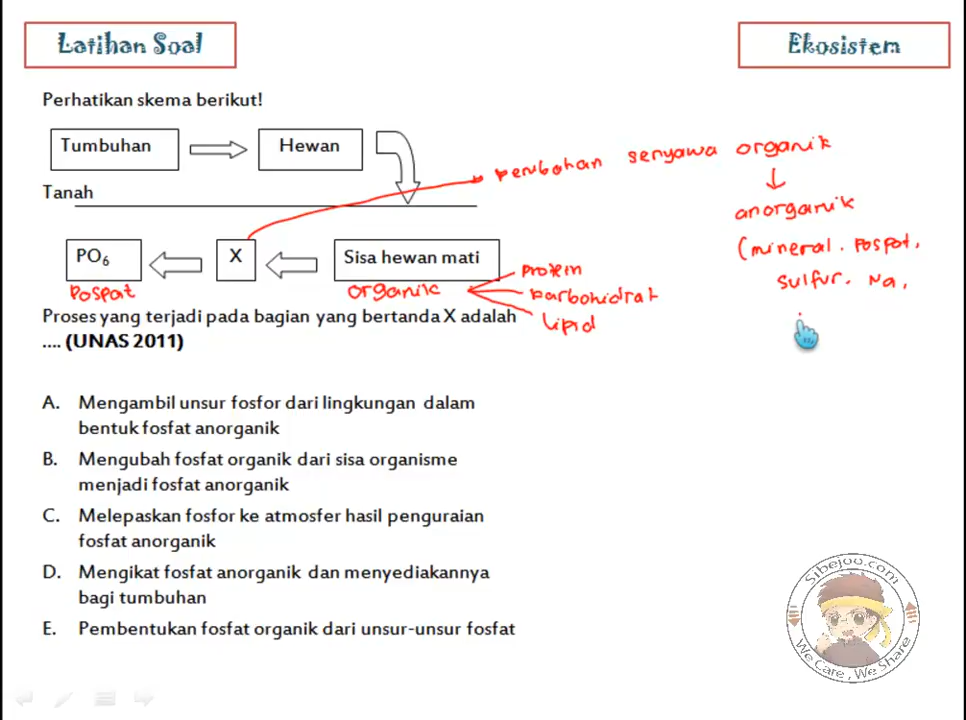 Latihan Soal
Ekosistem
Perhatikan skema berikut!
Tumbuhan
Hewan
perubahan senyawa organik
Tanah
anorganik
PO6
X
Sisa hewan mati
(mineral. Pospat,
sulfur. Na,
Pospat
organik
protein
karbohidrat
lipid
Proses yang terjadi pada bagian yang bertanda X adalah
.... (UNAS 2011)
A. Mengambil unsur fosfor dari lingkungan dalam
bentuk fosfat anorganik
B. Mengubah fosfat organik dari sisa organisme
menjadi fosfat anorganik
C. Melepaskan fosfor ke atmosfer hasil penguraian
fosfat anorganik
D. Mengikat fosfat anorganik dan menyediakannya
bagi tumbuhan
E. Pembentukan fosfat organik dari unsur-unsur fosfat
Sibejoo.com
We Care, We Share